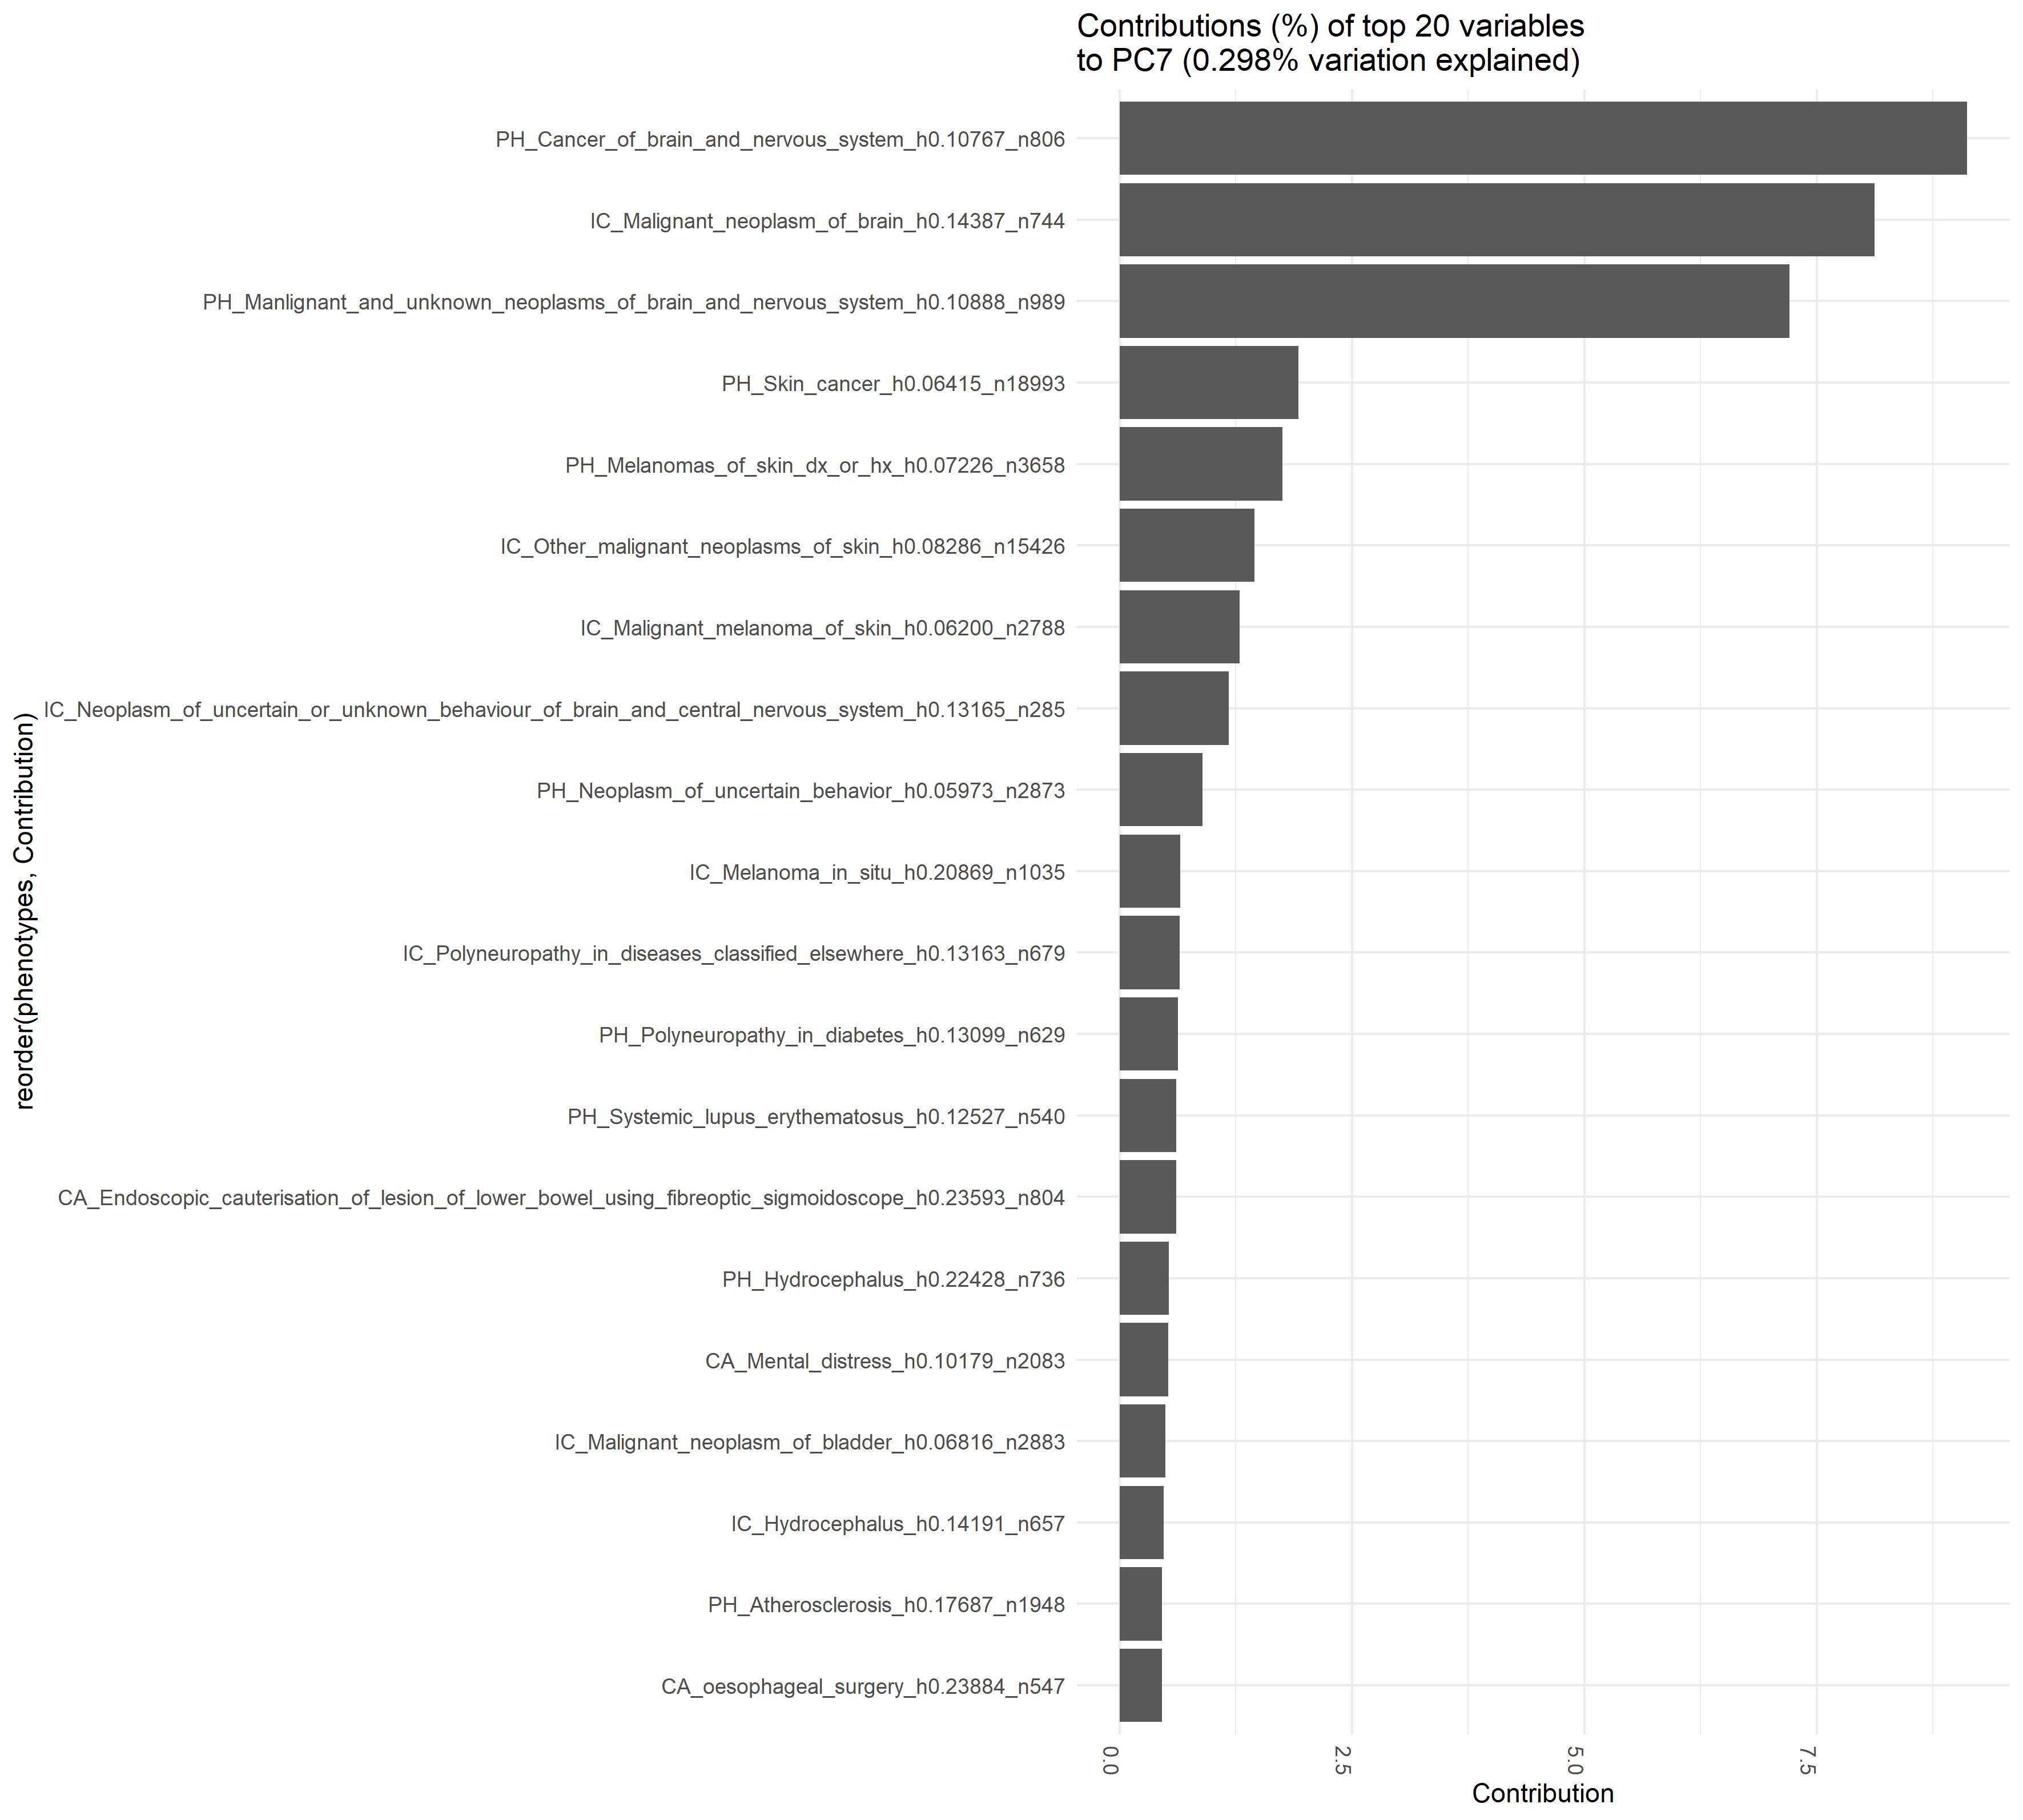 Contributions (%) of top 20 variables
to PC7 (0.298% variation explained)
PH_Cancer_of_brain_and_nervous_system_h0.10767_n806
IC_Malignant_neoplasm_of_brain_h0.14387_n744
PH_Manlignant_and_unknown_neoplasms_of_brain_and_nervous_system_h0.10888_n989
PH_Skin_cancer_h0.06415_n18993
PH_Melanomas_of_skin_dx_or_hx_h0.07226_n3658
IC_Other_malignant_neoplasms_of_skin_h0.08286_n15426
IC_Malignant_melanoma_of_skin_h0.06200_n2788
IC_Neoplasm_of_uncertain_or_unknown_behaviour_of_brain_and_central_nervous_system_h0.13165_n285
PH_Neoplasm_of_uncertain_behavior_h0.05973_n2873
IC_Melanoma_in_situ_h0.20869_n1035
IC_Polyneuropathy_in_diseases_classified_elsewhere_h0.13163_n679
PH_Polyneuropathy_in_diabetes_h0.13099_n629
PH_Systemic_lupus_erythematosus_h0.12527_n540
CA_Endoscopic_cauterisation_of_lesion_of_lower_bowel_using_fibreoptic_sigmoidoscope_h0.23593_n804
PH_Hydrocephalus_h0.22428_n736
CA_Mental_distress_h0.10179_n2083
IC_Malignant_neoplasm_of_bladder_h0.06816_n2883
IC_Hydrocephalus_h0.14191_n657
PH_Atherosclerosis_h0.17687_n1948
CA_oesophageal_surgery_h0.23884_n547
reorder(phenotypes, Contribution)
0.0
2.5
5.0
7.5
Contribution